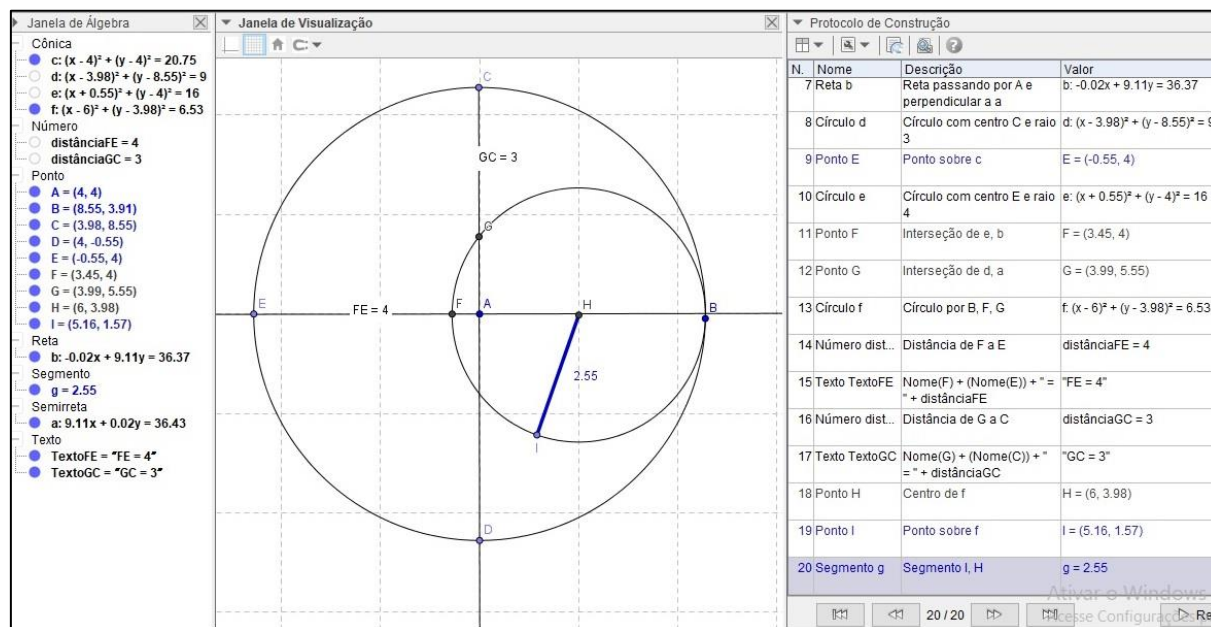 Janela de Álgebra
Cônica
c: (x - 4)² + (y - 4)² = 20.75
d: (x - 3.98)² + (y - 8.55)² = 9
e: (x + 0.55)² + (y - 4)² = 16
f: (x - 6)² + (y - 3.98)² = 6.53
Número
distânciaFE = 4
distânciaGC = 3
Ponto
A = (4, 4)
B = (8.55, 3.91)
C = (3.98, 8.55)
D = (4, -0.55)
E = (-0.55, 4)
F = (3.45, 4)
G = (3.99, 5.55)
H = (6, 3.98)
I = (5.16, 1.57)
Reta
b: -0.02x + 9.11y = 36.37
Segmento
g = 2.55
Semirreta
a: 9.11x + 0.02y = 36.43
Texto
TextoFE = "FE = 4"
TextoGC = "GC = 3"
Janela de Visualização
C
GC = 3
G
E
FE = 4
F
A
H
B
2.55
I
D
Protocolo de Construção
N. Nome Descrição Valor
7 Reta b Reta passando por A e perpendicular a a b: -0.02x + 9.11y = 36.37
8 Círculo d Círculo com centro C e raio 3 d: (x - 3.98)² + (y - 8.55)² = 9
9 Ponto E Ponto sobre c E = (-0.55, 4)
10 Círculo e Círculo com centro E e raio 4 e: (x + 0.55)² + (y - 4)² = 16
11 Ponto F Interseção de e, b F = (3.45, 4)
12 Ponto G Interseção de d, a G = (3.99, 5.55)
13 Círculo f Círculo por B, F, G f: (x - 6)² + (y - 3.98)² = 6.53
14 Número dist... Distância de F a E distânciaFE = 4
15 Texto TextoFE Nome(F) + (Nome(E)) + " = " + distânciaFE "FE = 4"
16 Número dist... Distância de G a C distânciaGC = 3
17 Texto TextoGC Nome(G) + (Nome(C)) + " = " + distânciaGC "GC = 3"
18 Ponto H Centro de f H = (6, 3.98)
19 Ponto I Ponto sobre f I = (5.16, 1.57)
20 Segmento g Segmento I, H g = 2.55
Ativar o Windows
Acesse Configurações
20 / 20
Re